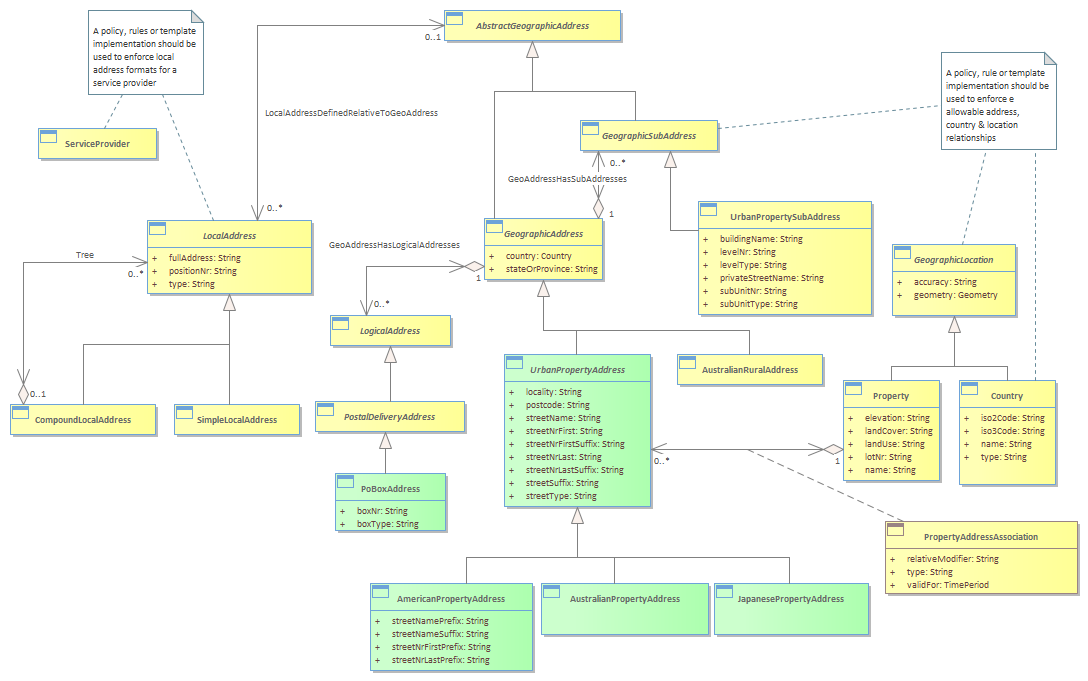 AbstractGeographicAddress
0..1
A policy, rules or template
implementation should be
used to enforce local
address formats for a
service provider
A policy, rule or template
implementation should be
used to enforce e
allowable address,
country & location
relationships
LocalAddressDefinedRelativeToGeoAddress
ServiceProvider
GeographicSubAddress
0..*
GeoAddressHasSubAddresses
1
0..*
LocalAddress
+ fullAddress: String
+ positionNr: String
+ type: String
Tree
0..*
0..1
GeographicAddress
+ country: Country
+ stateOrProvince: String
GeoAddressHasLogicalAddresses
1
0..*
UrbanPropertySubAddress
+ buildingName: String
+ levelNr: String
+ levelType: String
+ privateStreetName: String
+ subUnitNr: String
+ subUnitType: String
GeographicLocation
+ accuracy: String
+ geometry: Geometry
LogicalAddress
CompoundLocalAddress
SimpleLocalAddress
PostalDeliveryAddress
PoBoxAddress
+ boxNr: String
+ boxType: String
UrbanPropertyAddress
+ locality: String
+ postcode: String
+ streetName: String
+ streetNrFirst: String
+ streetNrFirstSuffix: String
+ streetNrLast: String
+ streetNrLastSuffix: String
+ streetSuffix: String
+ streetType: String
AustralianRuralAddress
0..*
1
Property
+ elevation: String
+ landCover: String
+ landUse: String
+ lotNr: String
+ name: String
Country
+ iso2Code: String
+ iso3Code: String
+ name: String
+ type: String
PropertyAddressAssociation
+ relativeModifier: String
+ type: String
+ validFor: TimePeriod
AmericanPropertyAddress
+ streetNamePrefix: String
+ streetNameSuffix: String
+ streetNrFirstPrefix: String
+ streetNrLastPrefix: String
AustralianPropertyAddress
JapanesePropertyAddress